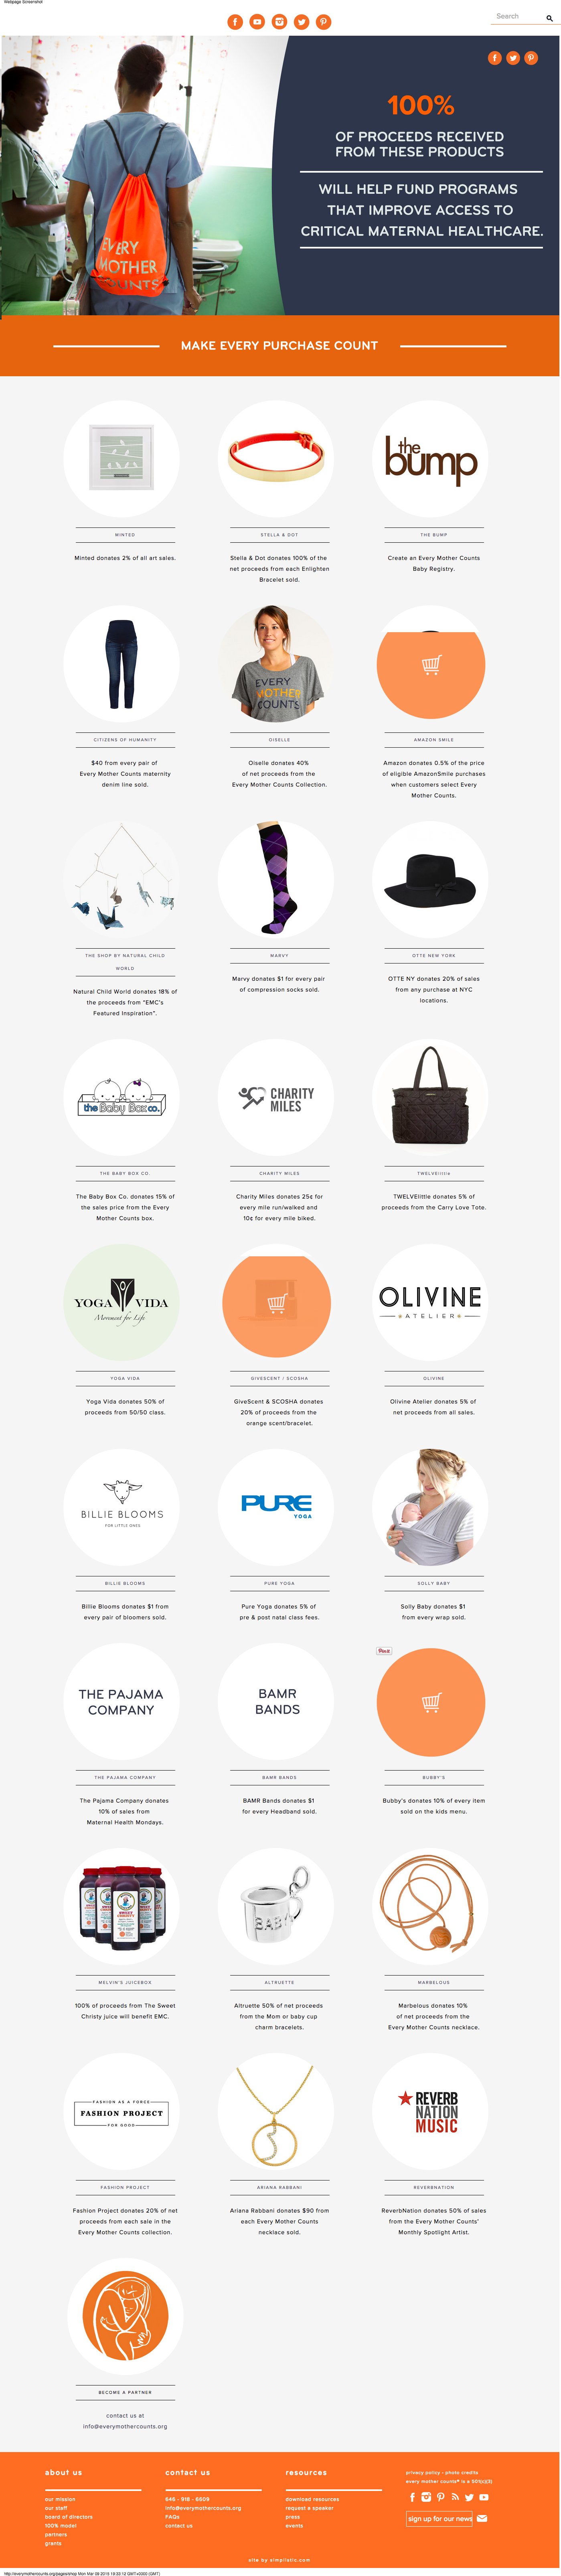 Webpage Screenshot
Search
100%
OF PROCEEDS RECEIVED
FROM THESE PRODUCTS
WILL HELP FUND PROGRAMS
THAT IMPROVE ACCESS TO
CRITICAL MATERNAL HEALTHCARE.
EVERY
MOTHER
COUNTS
MAKE EVERY PURCHASE COUNT
the
bump
MINTED
STELLA & DOT
THE BUMP
Minted donates 2% of all art sales.
Stella & Dot donates 100% of the
net proceeds from each Enlighten
Bracelet sold.
Create an Every Mother Counts
Baby Registry.
EVERY
MOTHER
COUNTS
CITIZENS OF HUMANITY
OISELLE
AMAZON SMILE
$40 from every pair of
Every Mother Counts maternity
denim line sold.
Oiselle donates 40%
of net proceeds from the
Every Mother Counts Collection.
Amazon donates 0.5% of the price
of eligible AmazonSmile purchases
when customers select Every
Mother Counts.
THE SHOP BY NATURAL CHILD
WORLD
MARVY
OTTE NEW YORK
Natural Child World donates 18% of
the proceeds from "EMC's
Featured Inspiration".
Marvy donates $1 for every pair
of compression socks sold.
OTTE NY donates 20% of sales
from any purchase at NYC
locations.
the Baby Box co.
CHARITY
MILES
THE BABY BOX CO.
CHARITY MILES
TWELVElittle
The Baby Box Co. donates 15% of
the sales price from the Every
Mother Counts box.
Charity Miles donates 25¢ for
every mile run/walked and
10¢ for every mile biked.
TWELVElittle donates 5% of
proceeds from the Carry Love Tote.
YOGA VIDA
Movement for Life
OLIVINE
ATELIER
YOGA VIDA
GIVESCENT / SCOSHA
OLIVINE
Yoga Vida donates 50% of
proceeds from 50/50 class.
GiveScent & SCOSHA donates
20% of proceeds from the
orange scent/bracelet.
Olivine Atelier donates 5% of
net proceeds from all sales.
BILLIE BLOOMS
FOR LITTLE ONES
PURE
YOGA
BILLIE BLOOMS
PURE YOGA
SOLLY BABY
Billie Blooms donates $1 from
every pair of bloomers sold.
Pure Yoga donates 5% of
pre & post natal class fees.
Solly Baby donates $1
from every wrap sold.
Pin it
THE PAJAMA
COMPANY
BAMR
BANDS
THE PAJAMA COMPANY
BAMR BANDS
BUBBY'S
The Pajama Company donates
10% of sales from
Maternal Health Mondays.
BAMR Bands donates $1
for every Headband sold.
Bubby's donates 10% of every item
sold on the kids menu.
BABY
MELVIN'S JUICEBOX
ALTRUETTE
MARBELOUS
100% of proceeds from The Sweet
Christy juice will benefit EMC.
Altruette 50% of net proceeds
from the Mom or baby cup
charm bracelets.
Marbelous donates 10%
of net proceeds from the
Every Mother Counts necklace.
FASHION AS A FORCE
FASHION PROJECT
FOR GOOD
REVERB
NATION
MUSIC
FASHION PROJECT
ARIANA RABBANI
REVERBNATION
Fashion Project donates 20% of net
proceeds from each sale in the
Every Mother Counts collection.
Ariana Rabbani donates $90 from
each Every Mother Counts
necklace sold.
ReverbNation donates 50% of sales
from the Every Mother Counts'
Monthly Spotlight Artist.
BECOME A PARTNER
contact us at
info@everymothercounts.org
about us
our mission
our staff
board of directors
100% model
partners
grants
contact us
646 - 918 - 6609
info@everymothercounts.org
FAQs
contact us
resources
download resources
request a speaker
press
events
privacy policy - photo credits
every mother counts® is a 501(c)(3)
sign up for our news
site by simplissic.com
http://everymothercounts.org/pages/shop Mon Mar 09 2015 19:39:12 GMT+0000 (GMT)